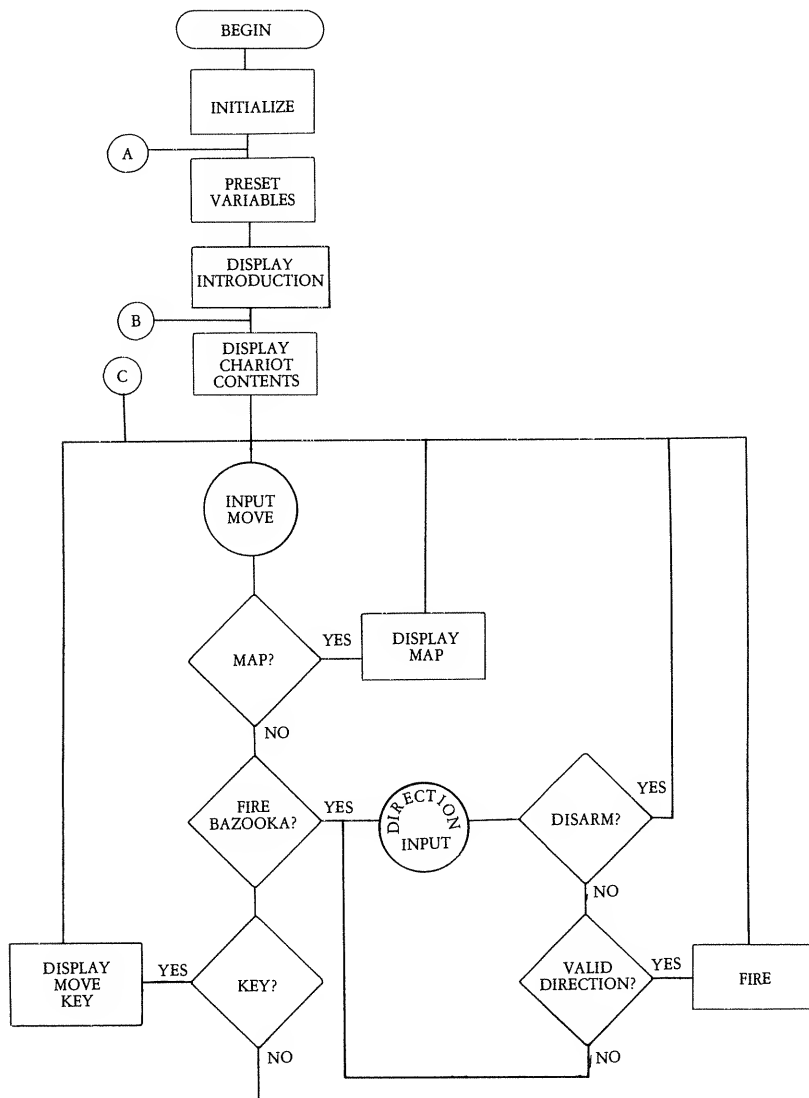 BEGIN
INITIALIZE
A
PRESET
VARIABLES
DISPLAY
INTRODUCTION
B
DISPLAY
CHARIOT
CONTENTS
C
INPUT
MOVE
MAP?
YES
DISPLAY
MAP
NO
FIRE
BAZOOKA?
YES
DIRECTION
INPUT
DISARM?
YES
NO
DISPLAY
MOVE
KEY
YES
KEY?
NO
VALID
DIRECTION?
YES
FIRE
NO